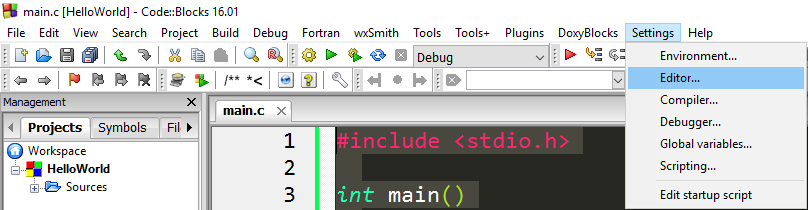 main.c [HelloWorld] - Code::Blocks 16.01
File Edit View Search Project Build Debug Fortran wxSmith Tools Tools+ Plugins DoxyBlocks Settings Help
Debug
Environment...
Editor...
Compiler...
Debugger...
Global variables...
Scripting...
Edit startup script
/** *<
Management
Projects Symbols Fil
Workspace
HelloWorld
Sources
main.c
1 #include <stdio.h>
2
3 int main()